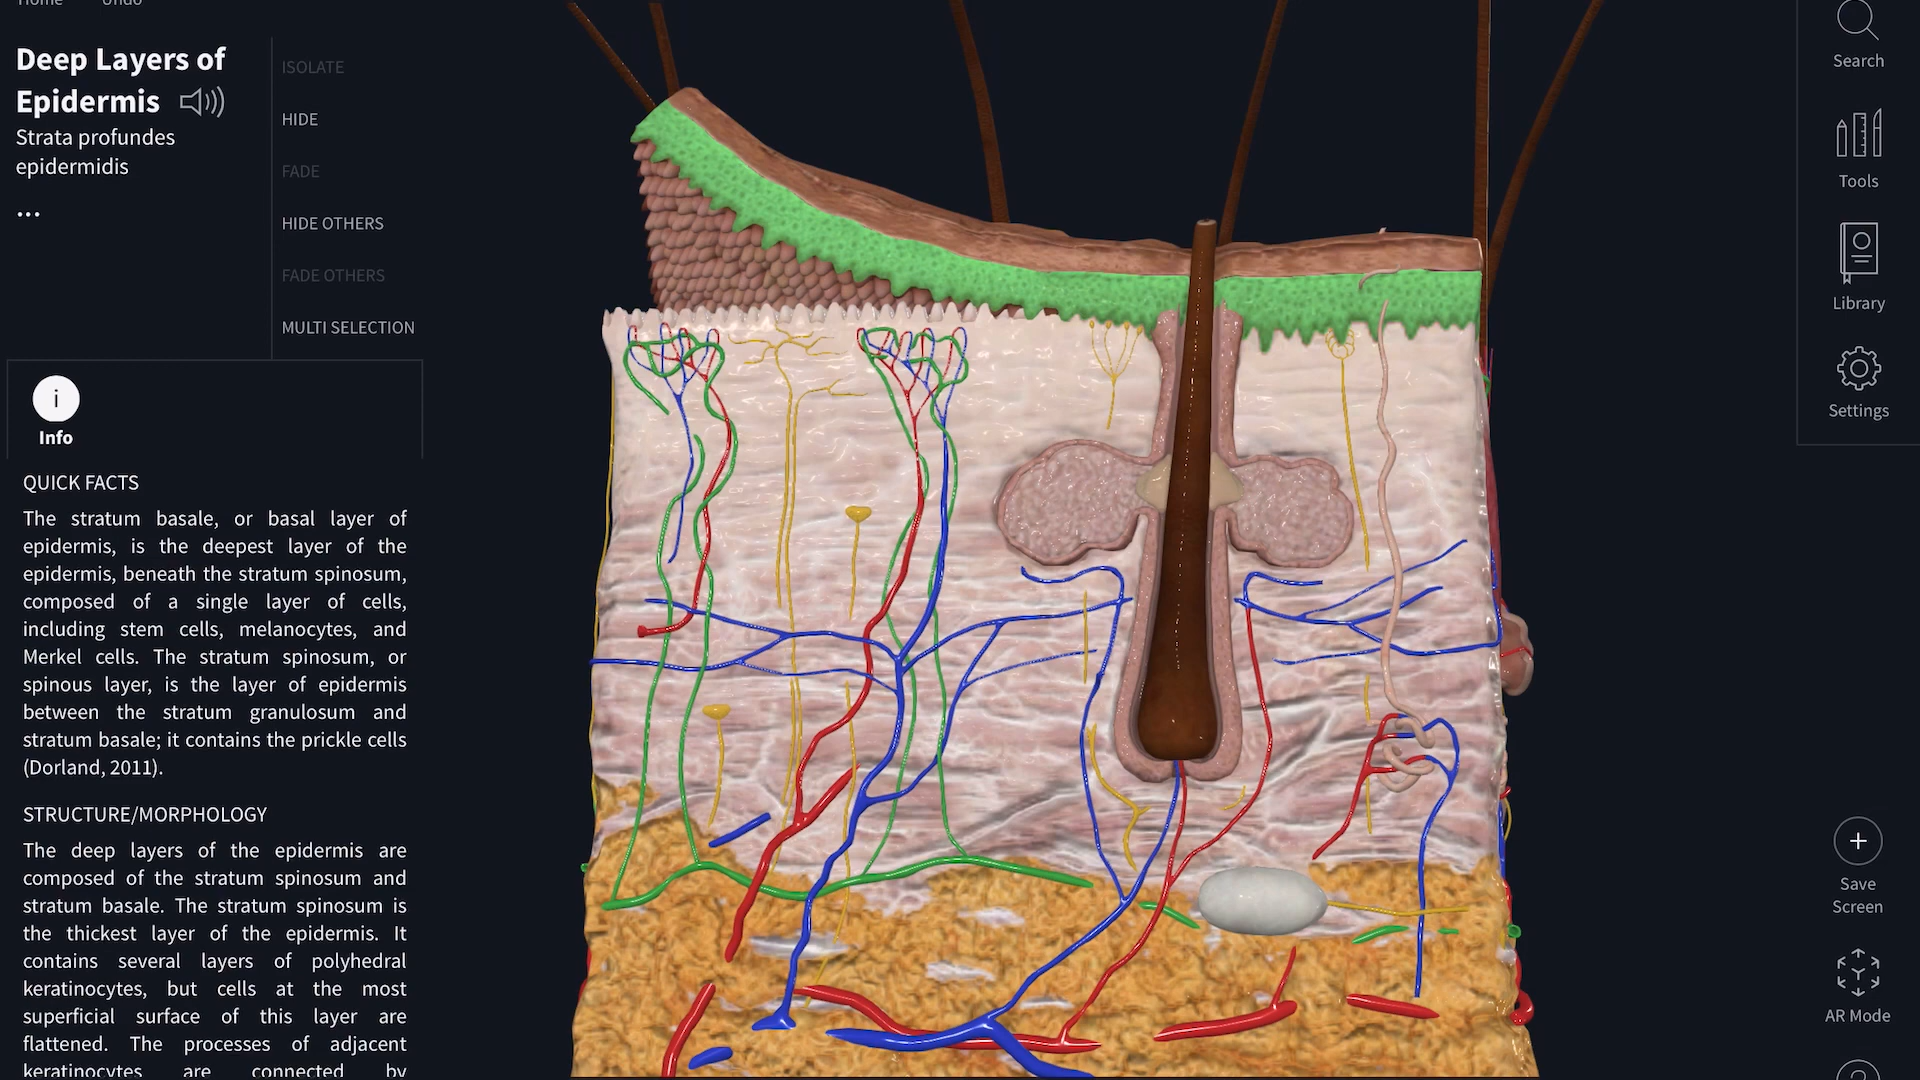 Home Undo
Deep Layers of
Epidermis
Strata profundes
epidermidis
...
ISOLATE
HIDE
FADE
HIDE OTHERS
FADE OTHERS
MULTI SELECTION
i
Info
QUICK FACTS
The stratum basale, or basal layer of
epidermis, is the deepest layer of the
epidermis, beneath the stratum spinosum,
composed of a single layer of cells,
including stem cells, melanocytes, and
Merkel cells. The stratum spinosum, or
spinous layer, is the layer of epidermis
between the stratum granulosum and
stratum basale; it contains the prickle cells
(Dorland, 2011).
STRUCTURE/MORPHOLOGY
The deep layers of the epidermis are
composed of the stratum spinosum and
stratum basale. The stratum spinosum is
the thickest layer of the epidermis. It
contains several layers of polyhedral
keratinocytes, but cells at the most
superficial surface of this layer are
flattened. The processes of adjacent
keratinocytes are connected by
Search
Tools
Library
Settings
Save
Screen
AR Mode